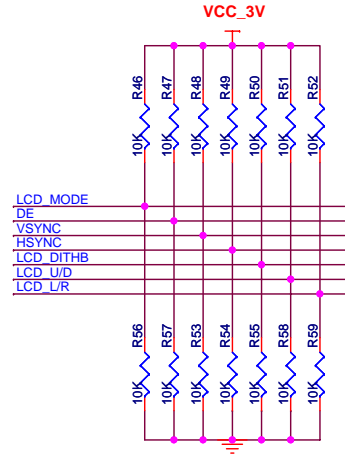 VCC_3V
R46 R47 R48 R49 R50 R51 R52
10K 10K 10K 10K 10K 10K 10K
LCD_MODE
DE
VSYNC
HSYNC
LCD_DITHB
LCD_U/D
LCD_L/R
R56 R57 R53 R54 R55 R58 R59
10K 10K 10K 10K 10K 10K 10K